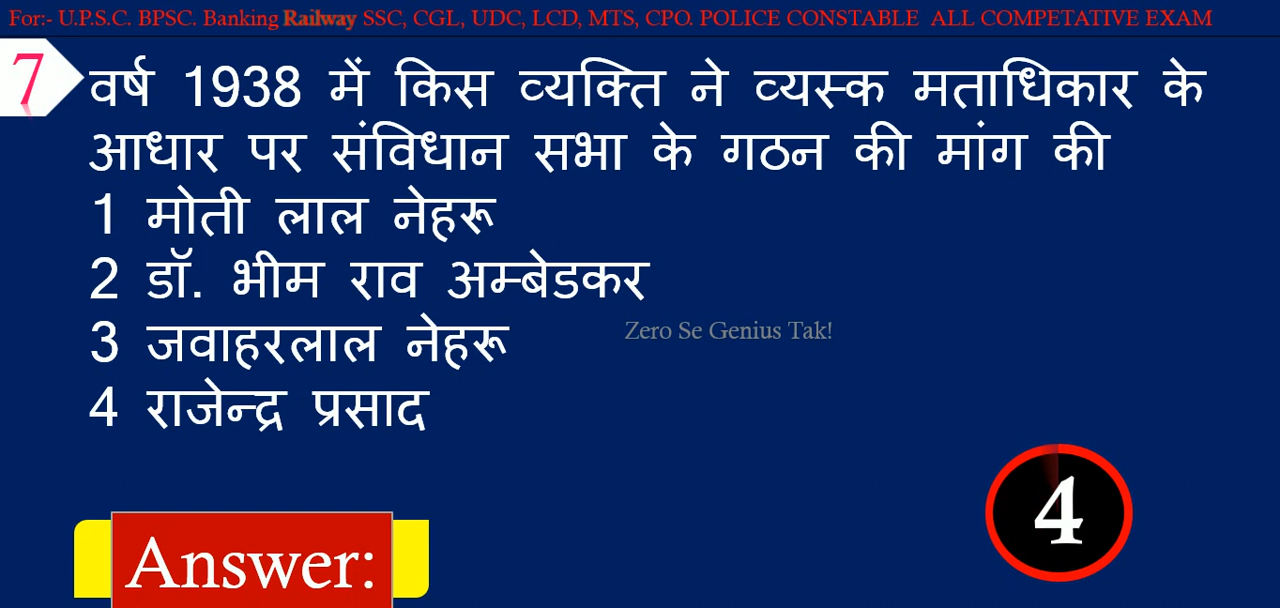 For:- U.P.S.C. BPSC. Banking Railway SSC, CGL, UDC, LCD, MTS, CPO. POLICE CONSTABLE ALL COMPETATIVE EXAM
7
वर्ष 1938 में किस व्यक्ति ने व्यस्क मताधिकार के
आधार पर संविधान सभा के गठन की मांग की
1 मोती लाल नेहरू
2 डॉ. भीम राव अम्बेडकर
3 जवाहरलाल नेहरू
Zero Se Genius Tak!
4 राजेन्द्र प्रसाद
4
Answer: